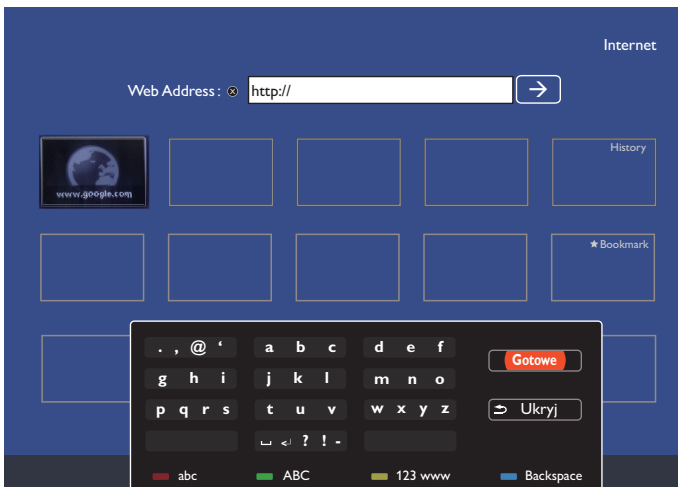 Internet
Web Address : ⓧ http:// →
www.google.com
History
★Bookmark
. , @ ‘ a b c d e f
Gotowe
g h i j k l m n o
p q r s t u v w x y z
Ukryj
? ! -
abc ABC 123 www Backspace